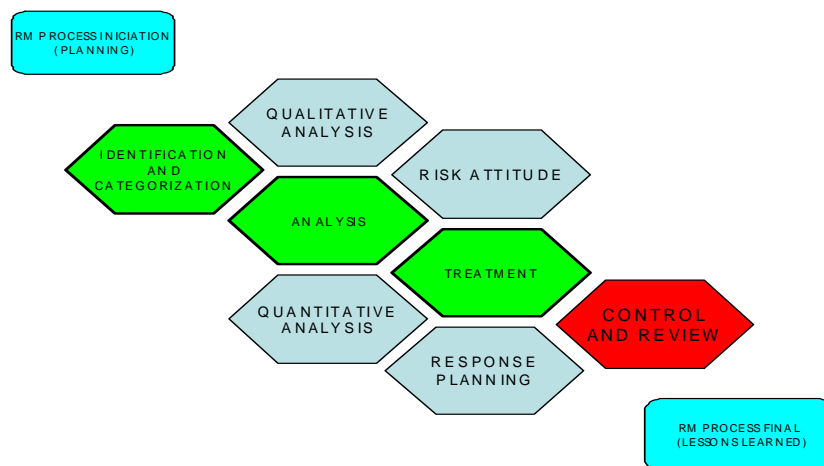 RM PROCESS INICIATION
(PLANNING)
QUALITATIVE
ANALYSIS
IDENTIFICATION
AND
CATEGORIZATION
RISK ATTITUDE
ANALYSIS
TREATMENT
QUANTITATIVE
ANALYSIS
CONTROL
AND REVIEW
RESPONSE
PLANNING
RM PROCESS FINAL
(LESSONS LEARNED)